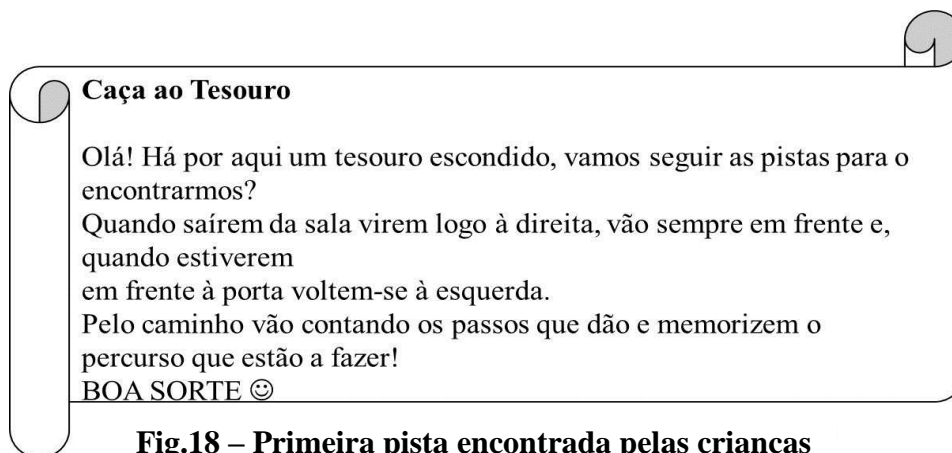 Caça ao Tesouro
Olá! Há por aqui um tesouro escondido, vamos seguir as pistas para o
encontrarmos?
Quando saírem da sala virem logo à direita, vão sempre em frente e,
quando estiverem
em frente à porta voltem-se à esquerda.
Pelo caminho vão contando os passos que dão e memorizem o
percurso que estão a fazer!
BOA SORTE ☺
Fig.18 – Primeira pista encontrada pelas crianças